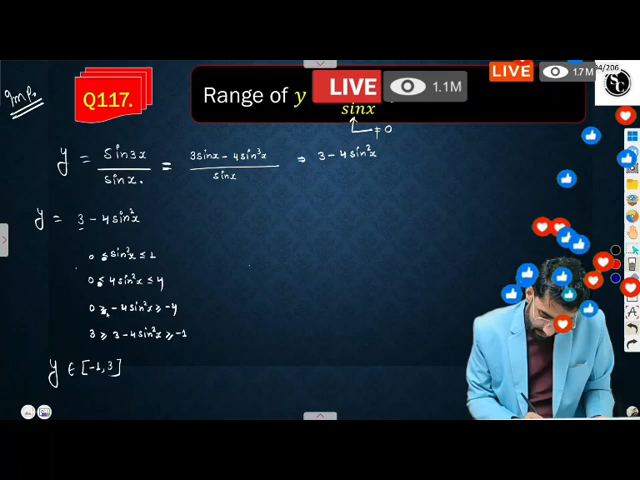 Imp.
Q117.
Range of y
LIVE 1.1M
LIVE 1.7M
/206
sinx
≠ 0
y = sin3x / sinx. = 3sinx - 4sin³x / sinx ⇒ 3 - 4sin²x
y = 3 - 4sin²x
0 ≤ sin²x ≤ 1
0 ≤ 4sin²x ≤ 4
0 ≥ -4sin²x ≥ -4
3 ≥ 3-4sin²x ≥ -1
y ∈ [-1,3]